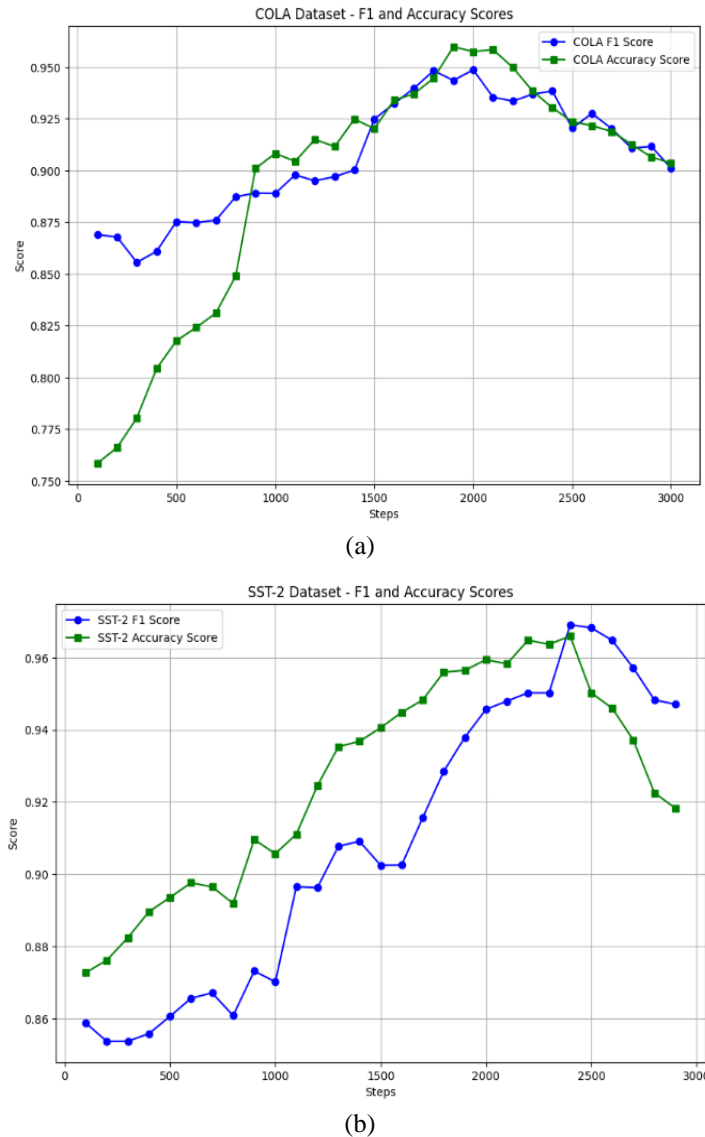 COLA Dataset - F1 and Accuracy Scores
COLA F1 Score
COLA Accuracy Score
0.950
0.925
0.900
0.875
0.850
0.825
0.800
0.775
0.750
Score
0 500 1000 1500 2000 2500 3000
Steps
(a)
SST-2 Dataset - F1 and Accuracy Scores
SST-2 F1 Score
SST-2 Accuracy Score
0.96
0.94
0.92
0.90
0.88
0.86
Score
0 500 1000 1500 2000 2500 3000
Steps
(b)